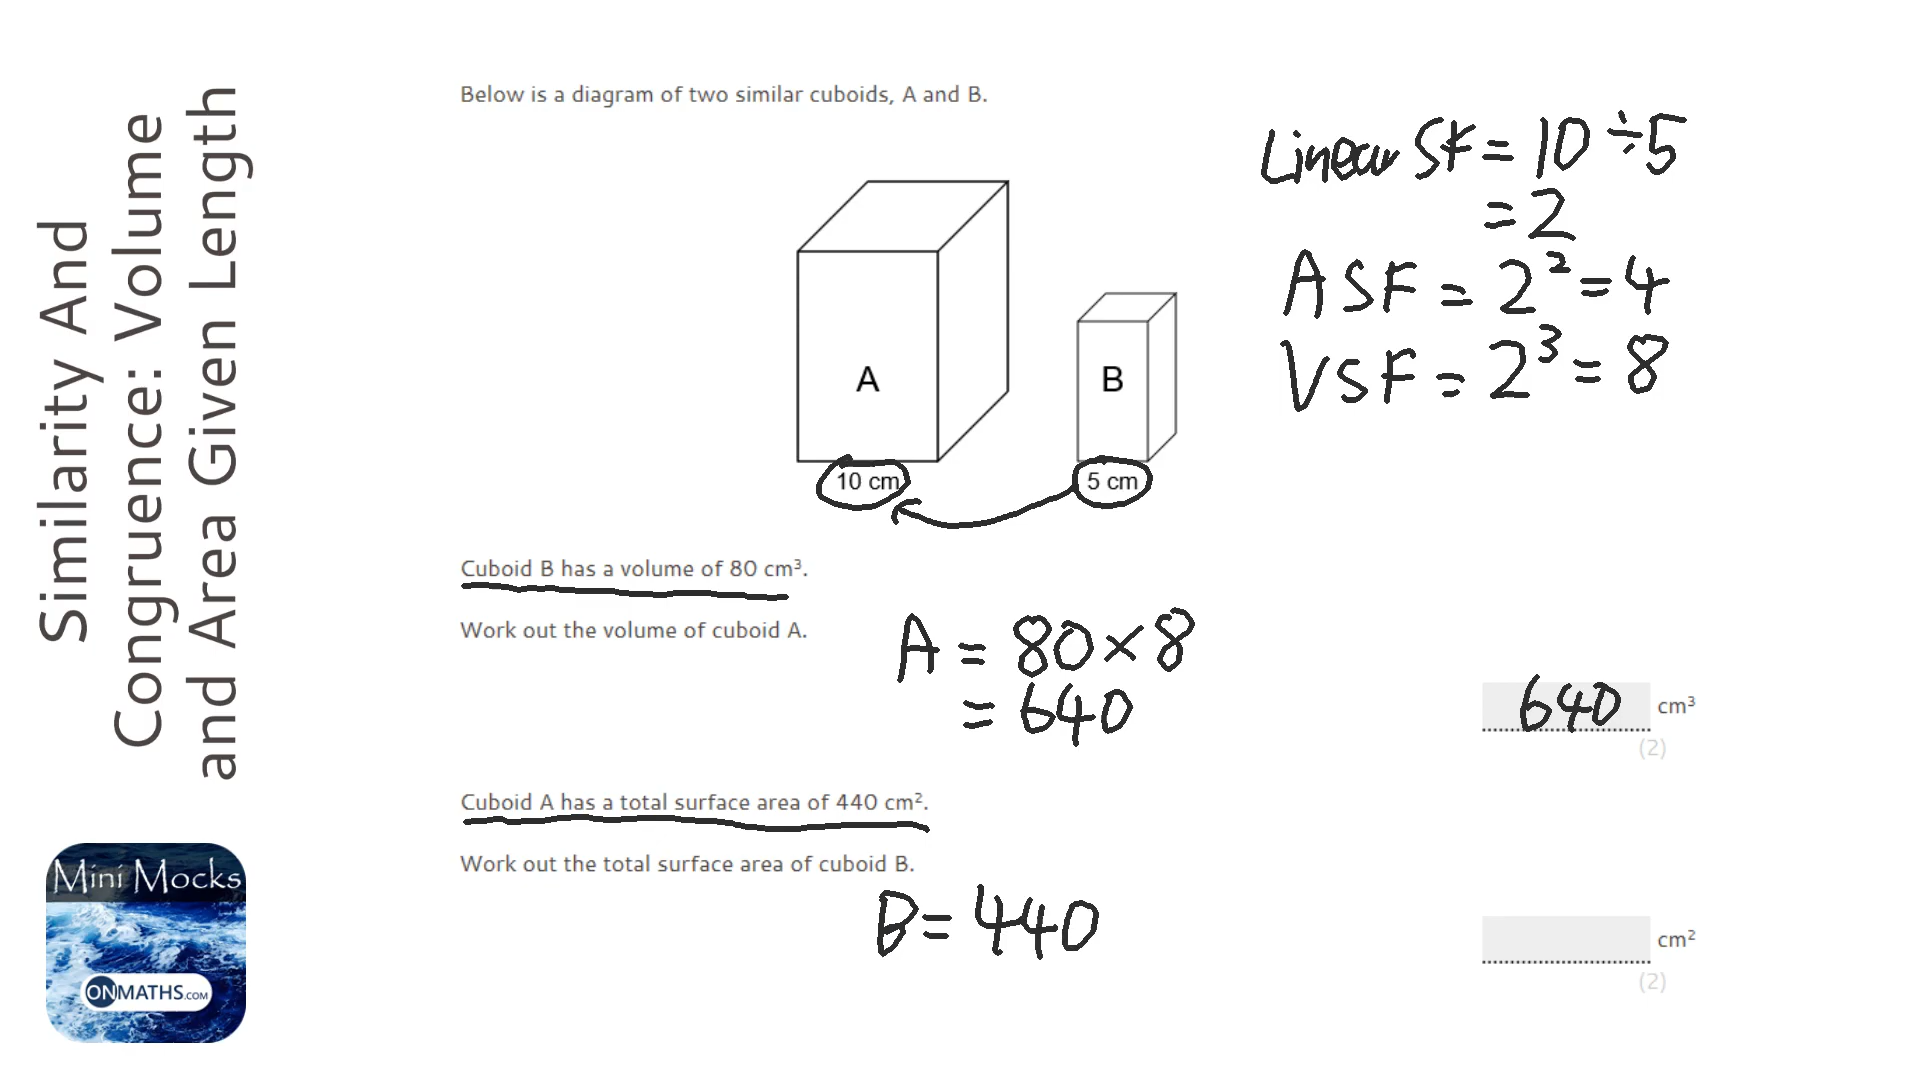 Similarity And
Congruence: Volume
and Area Given Length
Below is a diagram of two similar cuboids, A and B.
Linear SF = 10 ÷ 5
= 2
ASF = 2² = 4
VSF = 2³ = 8
A
B
10 cm
5 cm
Cuboid B has a volume of 80 cm³.
Work out the volume of cuboid A.
A = 80 × 8
= 640
640 cm³
(2)
Cuboid A has a total surface area of 440 cm².
Work out the total surface area of cuboid B.
B = 440
cm²
(2)
Mini Mocks
ONMATHS.COM